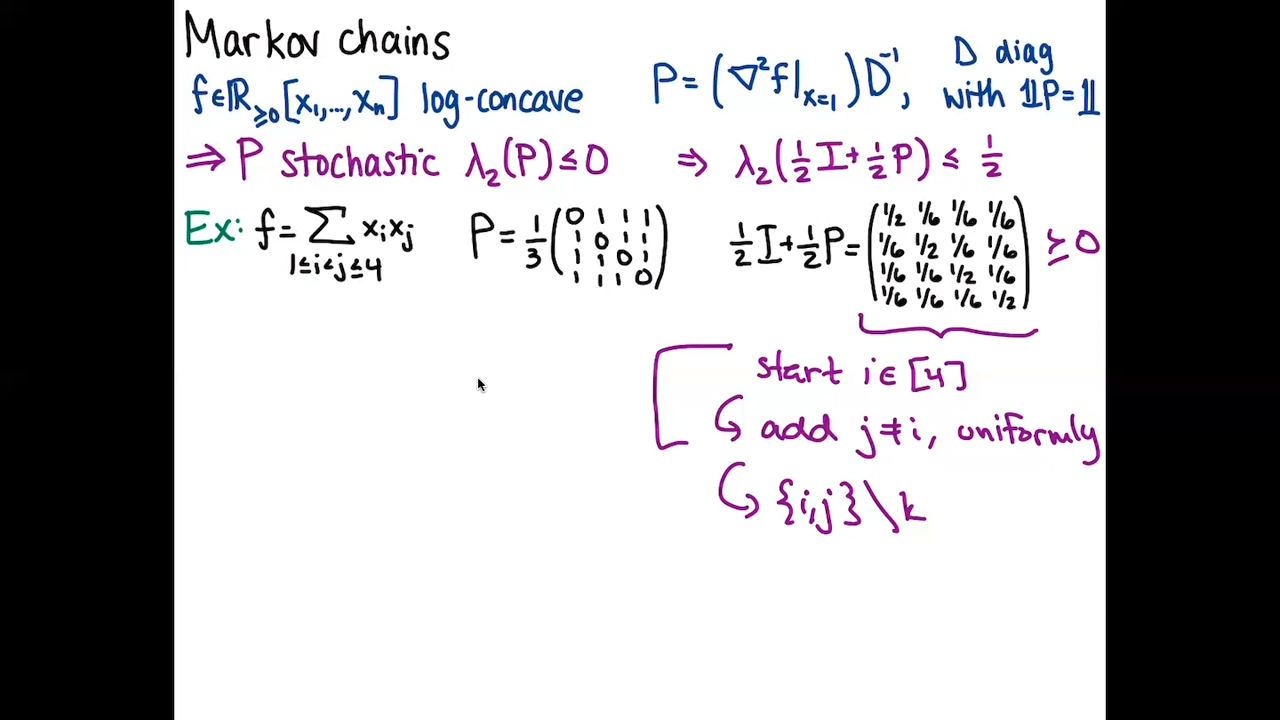 Markov chains
f∈ℝ≥0[x1,...,xn] log-concave P = (∇²f|x=1)D⁻¹, D diag with 𝟙P=𝟙
⇒ P stochastic λ2(P) ≤ 0 ⇒ λ2(½I+½P) ≤ ½
Ex: f = ∑ xixj P = 1/3 (0 1 1 1 ½I+½P = (1/2 1/6 1/6 1/6 ≥ 0
1≤i<j≤4 1 0 1 1 1/6 1/2 1/6 1/6
1 1 0 1 1/6 1/6 1/2 1/6
1 1 1 0) 1/6 1/6 1/6 1/2)
start i∈[4]
↪ add j≠i, uniformly
↪ {i,j}\k